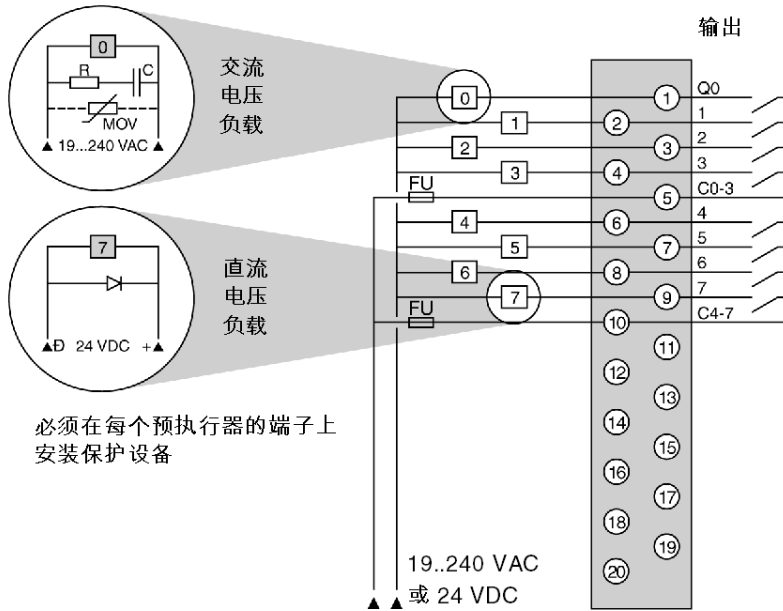 输出
0
R
C
MOV
19...240 VAC
交流
电压
负载
0
1
Q0
1
2
1
2
3
2
3
4
3
FU
5
C0-3
4
6
4
5
7
5
6
8
6
7
9
7
FU
10
C4-7
7
Đ 24 VDC +
直流
电压
负载
11
12
13
14
15
16
17
18
19
20
必须在每个预执行器的端子上
安装保护设备
19..240 VAC
或 24 VDC